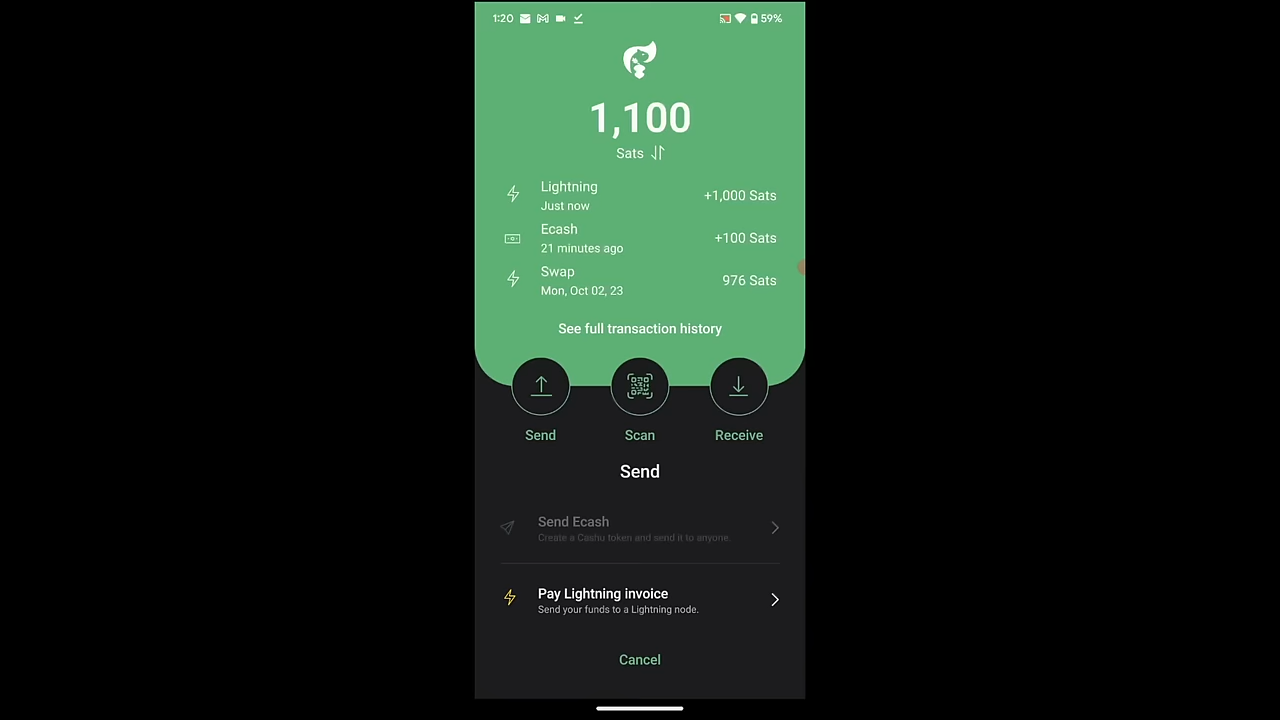 1:20
59%
1,100
Sats
Lightning
Just now
+1,000 Sats
Ecash
21 minutes ago
+100 Sats
Swap
Mon, Oct 02, 23
976 Sats
See full transaction history
Send
Scan
Receive
Send
Send Ecash
Create a Cashu token and send it to anyone.
Pay Lightning invoice
Send your funds to a Lightning node.
Cancel